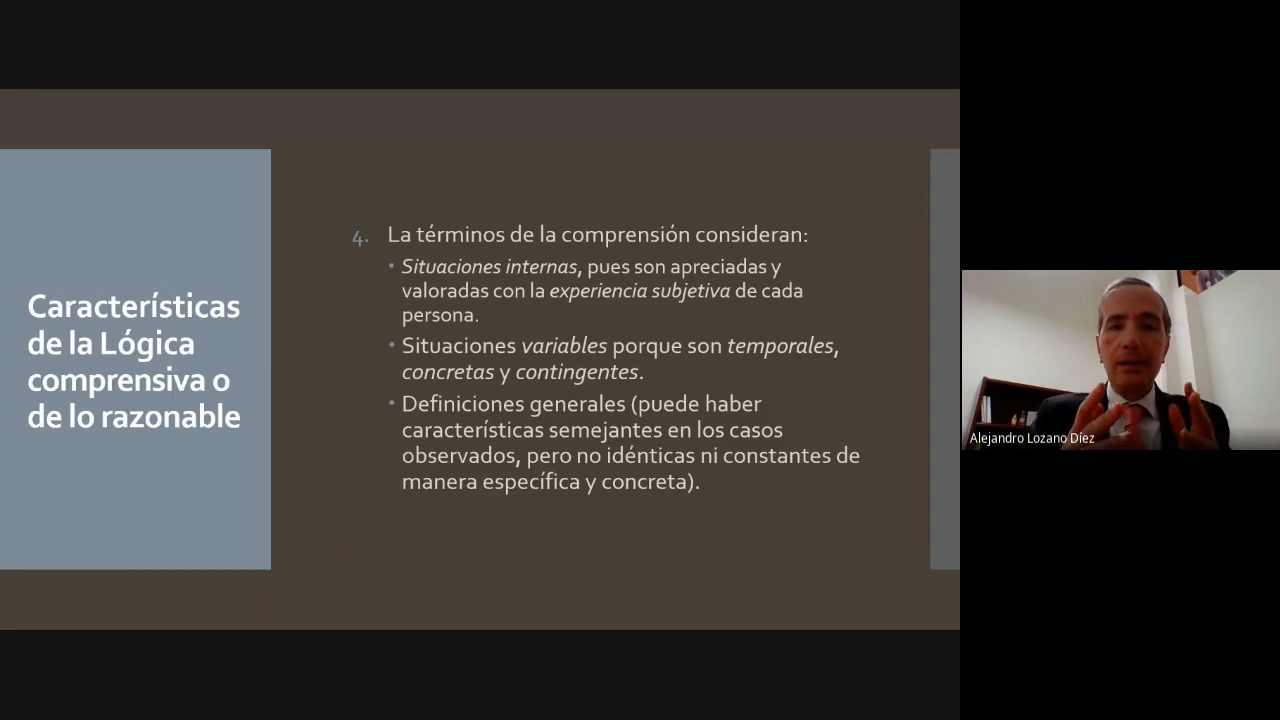 Características
de la Lógica
comprensiva o
de lo razonable
4. La términos de la comprensión consideran:
• Situaciones internas, pues son apreciadas y
valoradas con la experiencia subjetiva de cada
persona.
• Situaciones variables porque son temporales,
concretas y contingentes.
• Definiciones generales (puede haber
características semejantes en los casos
observados, pero no idénticas ni constantes de
manera específica y concreta).
Alejandro Lozano Díez